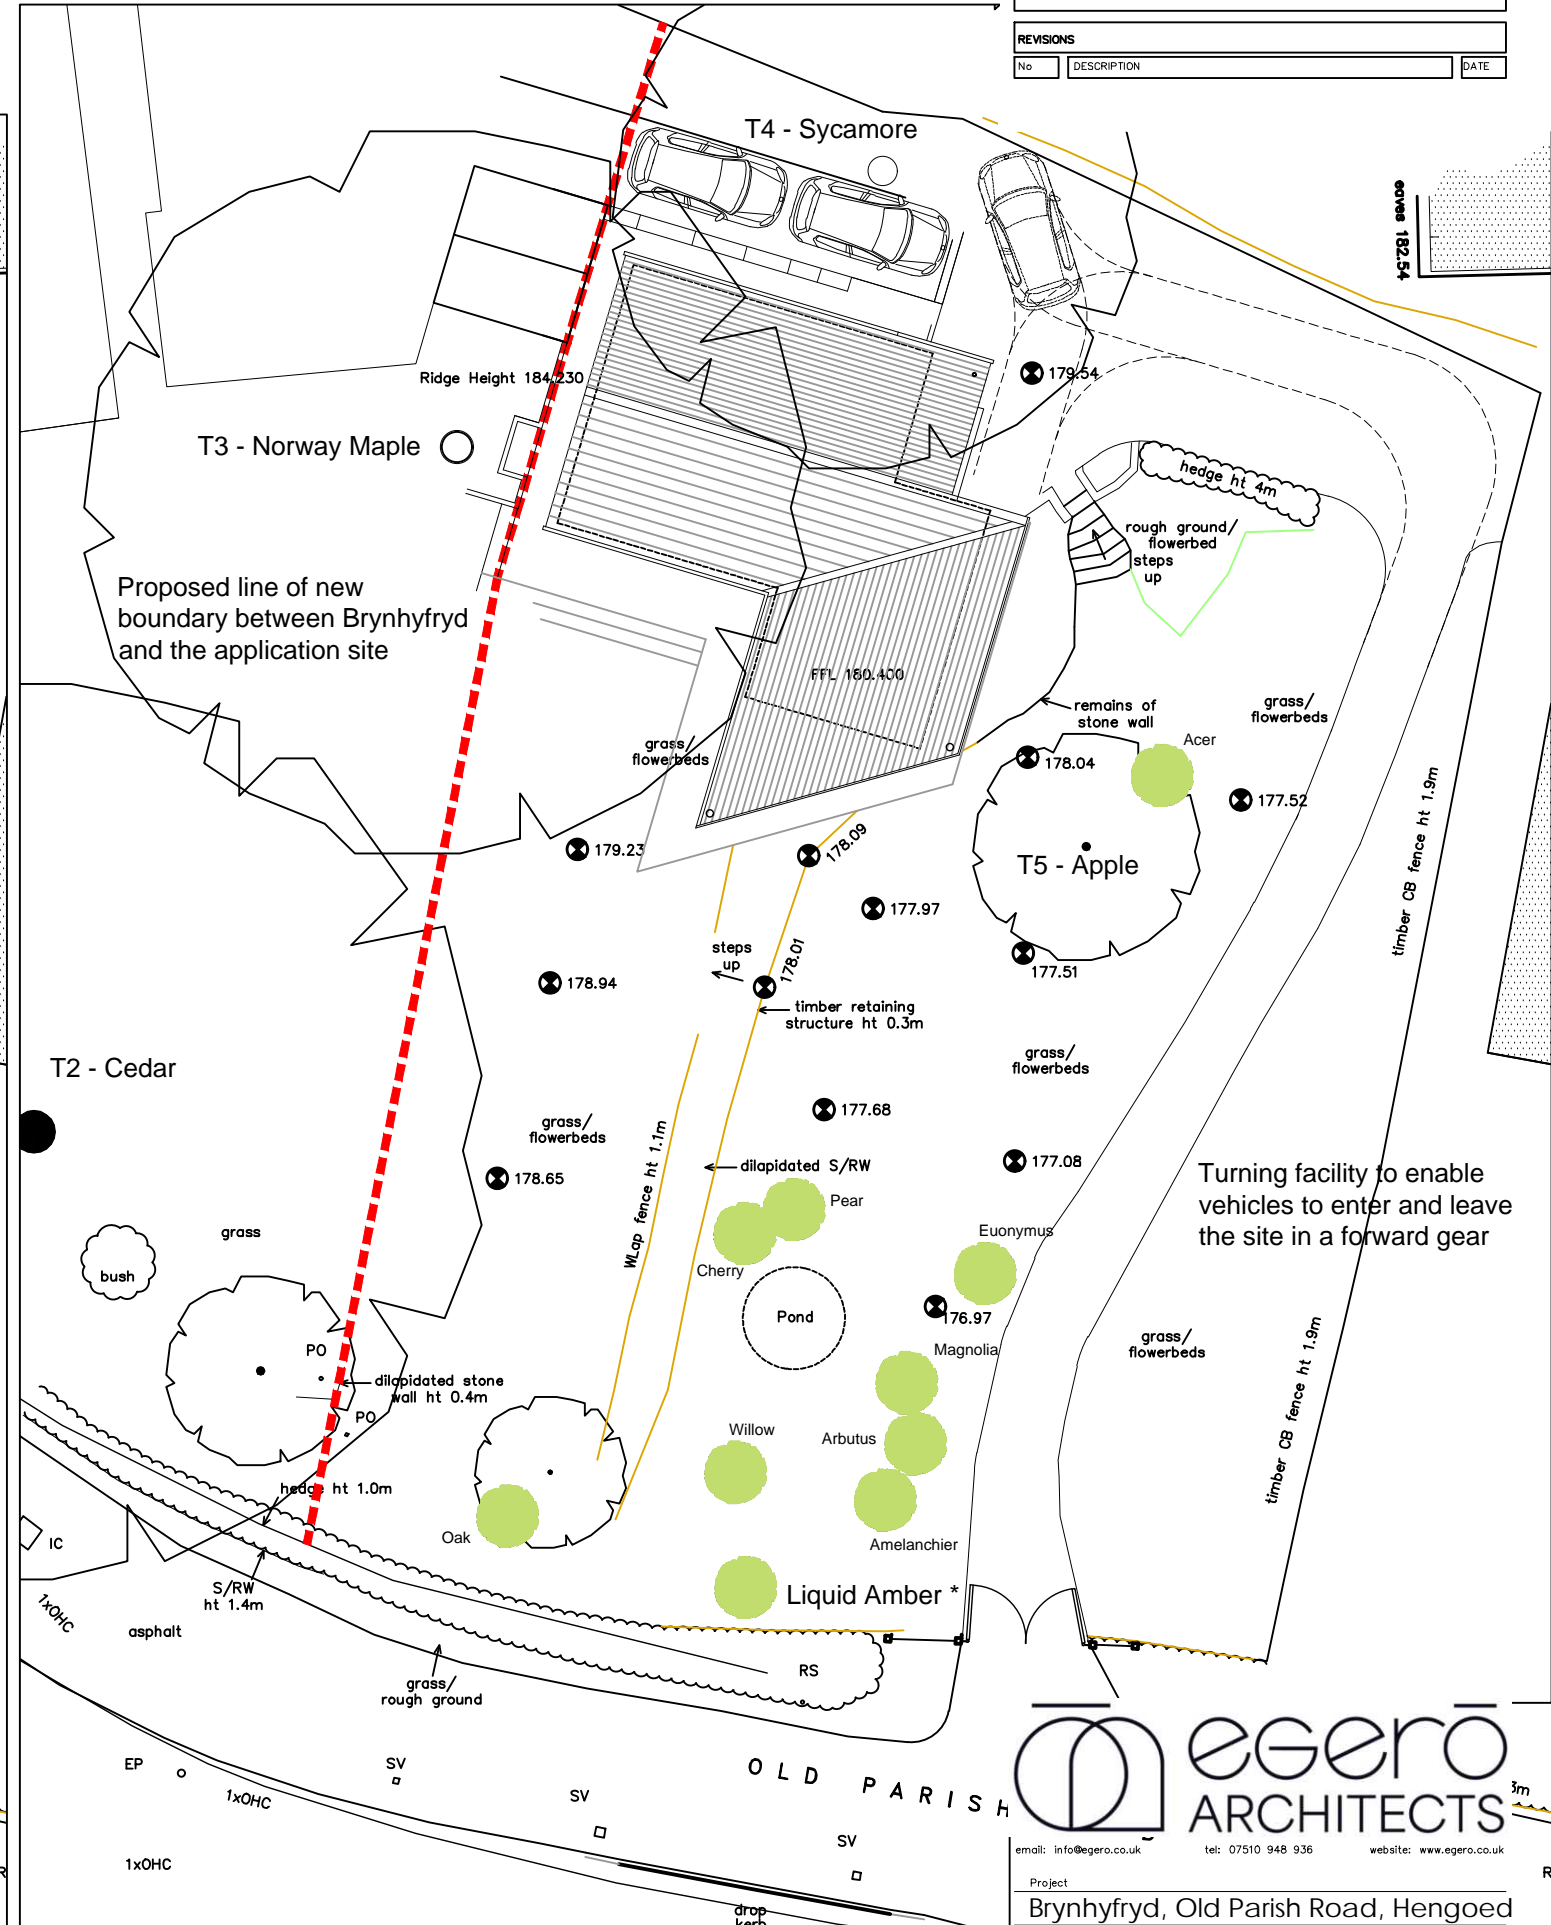 REVISIONS
No
DESCRIPTION
DATE
T4 - Sycamore
eaves 182.54
179.54
Ridge Height 184.230
T3 - Norway Maple
hedge ht 4m
rough ground/
flowerbed
steps
up
Proposed line of new
boundary between Brynhyfryd
and the application site
FFL 180.400
remains of
stone wall
grass/
flowerbeds
grass/
flowerbeds
Acer
178.04
177.52
timber CB fence ht 1.9m
179.23
178.09
T5 - Apple
177.97
steps
up
178.01
177.51
178.94
timber retaining
structure ht 0.3m
grass/
flowerbeds
T2 - Cedar
177.68
grass/
flowerbeds
WLap fence ht 1.1m
dilapidated S/RW
177.08
178.65
Turning facility to enable
vehicles to enter and leave
the site in a forward gear
Pear
Euonymus
grass
bush
Cherry
Pond
176.97
Magnolia
grass/
flowerbeds
timber CB fence ht 1.9m
PO
dilapidated stone
wall ht 0.4m
PO
Willow
Arbutus
hedge ht 1.0m
Oak
Amelanchier
IC
S/RW
ht 1.4m
Liquid Amber *
1xOHC
asphalt
RS
grass/
rough ground
EP
SV
1xOHC
SV
OLD PARISH
SV
1xOHC
egerō
ARCHITECTS
3m
email: info@egero.co.uk
tel: 07510 948 936
website: www.egero.co.uk
R
R
Project
Brynhyfryd, Old Parish Road, Hengoed
drop
kerb